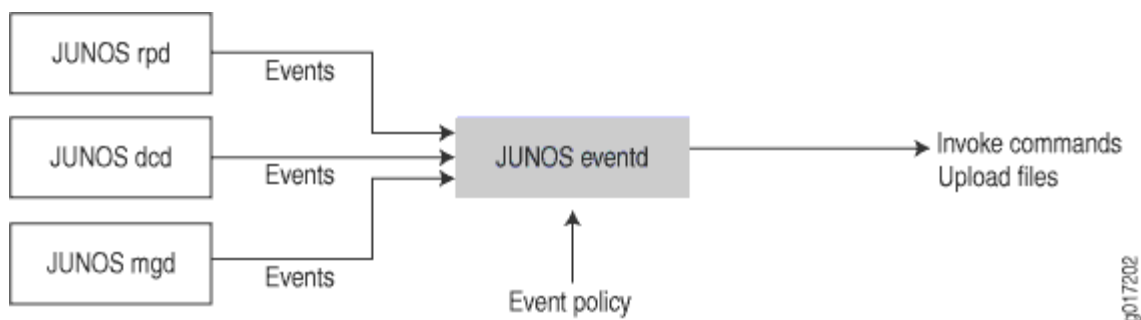 JUNOS rpd
Events
JUNOS dcd
Events
JUNOS mgd
Events
JUNOS eventd
Event policy
Invoke commands
Upload files
g017202